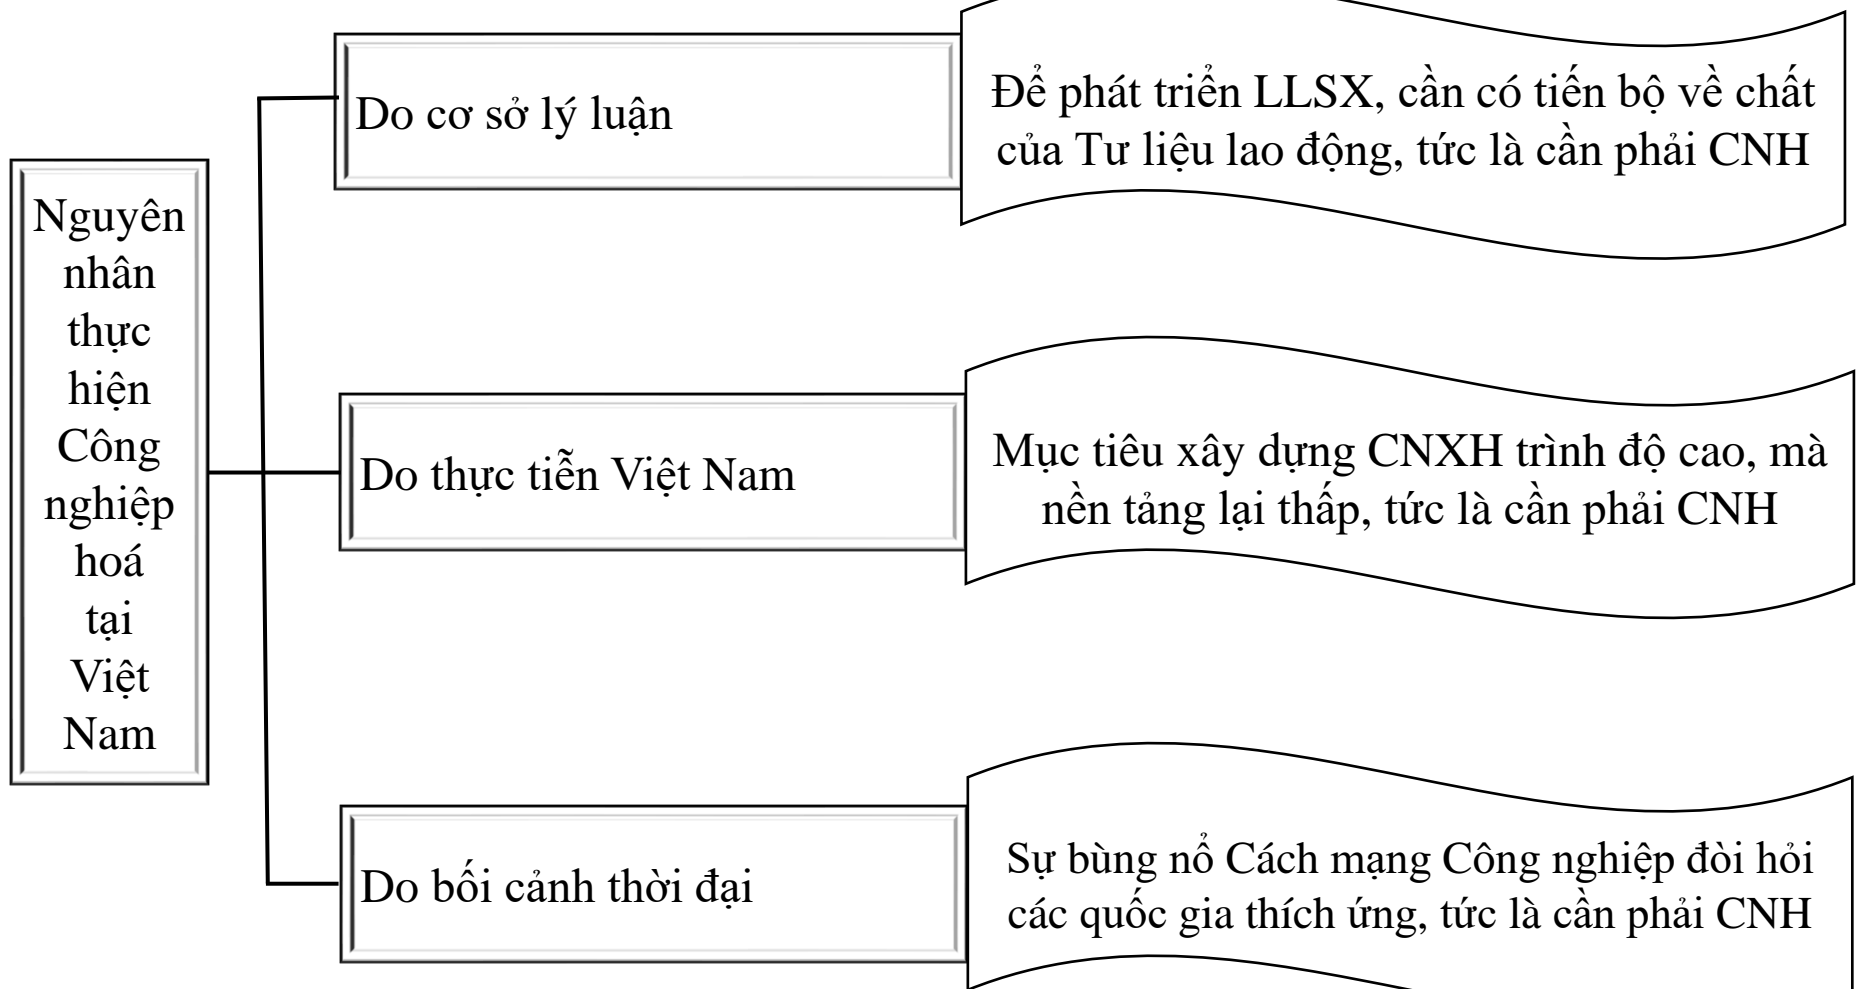 Nguyên
nhân
thực
hiện
Công
nghiệp
hoá
tại
Việt
Nam
Do cơ sở lý luận
Để phát triển LLSX, cần có tiến bộ về chất
của Tư liệu lao động, tức là cần phải CNH
Do thực tiễn Việt Nam
Mục tiêu xây dựng CNXH trình độ cao, mà
nền tảng lại thấp, tức là cần phải CNH
Do bối cảnh thời đại
Sự bùng nổ Cách mạng Công nghiệp đòi hỏi
các quốc gia thích ứng, tức là cần phải CNH